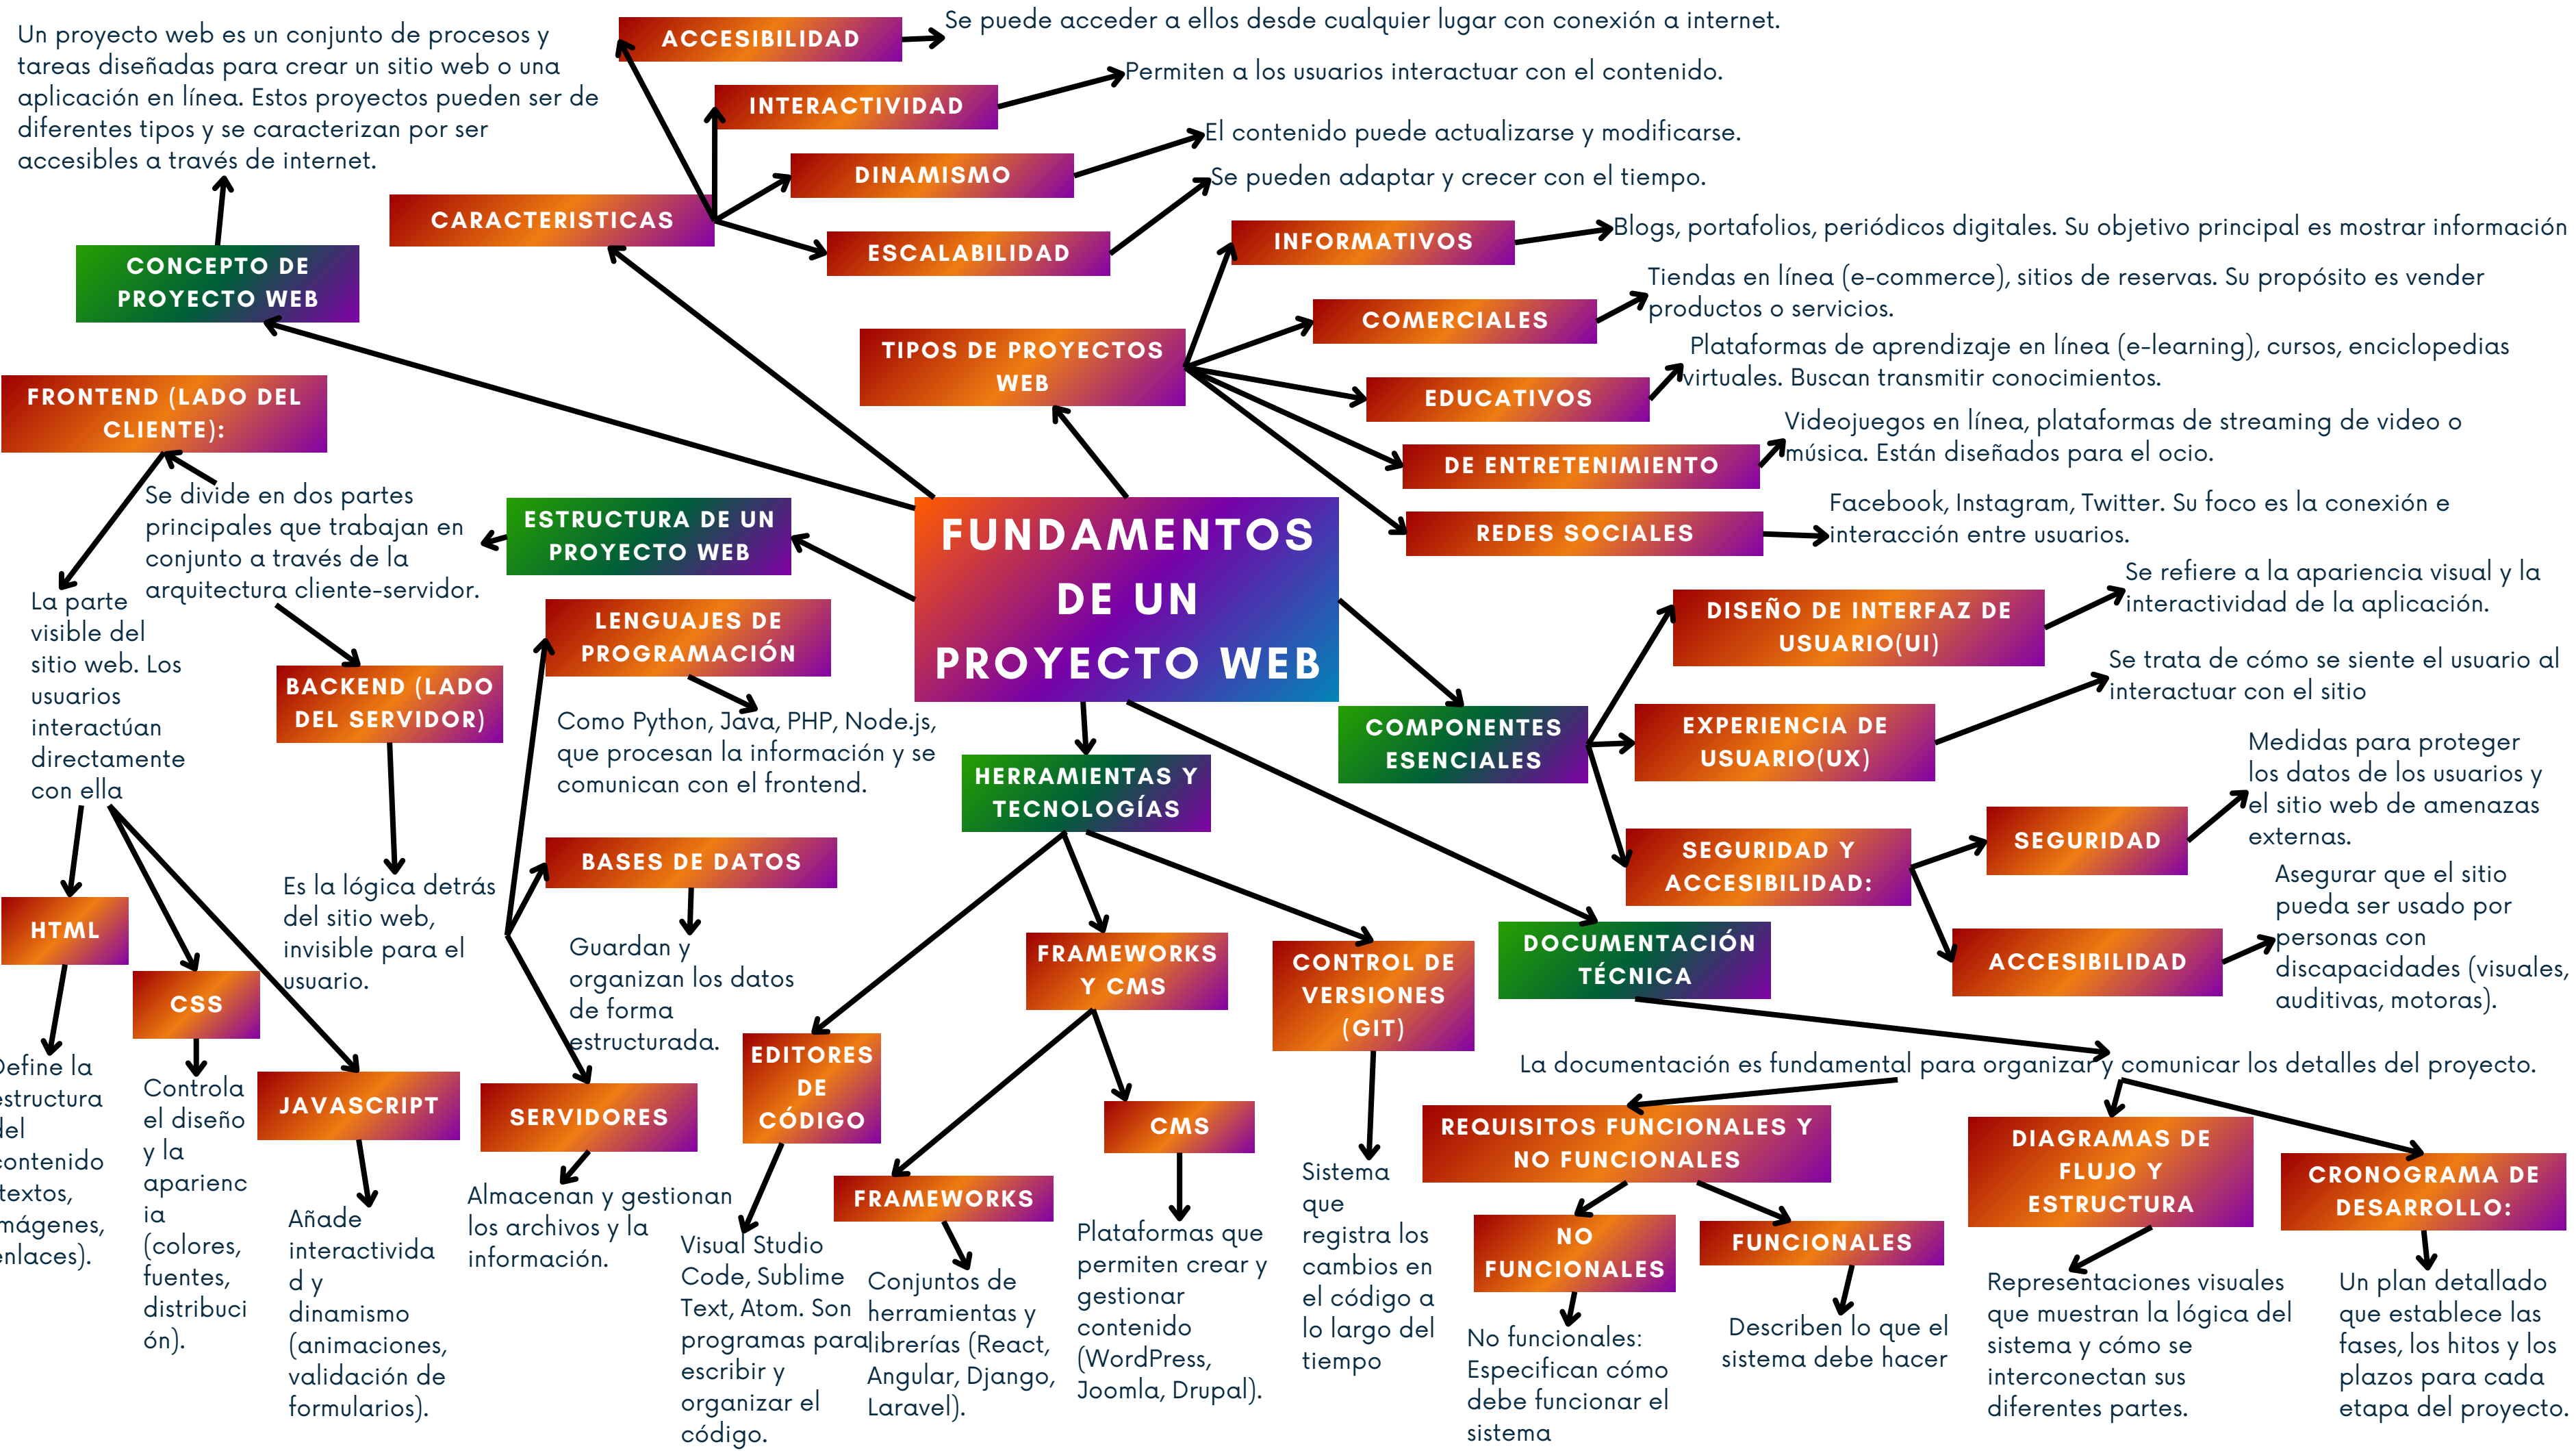 Un proyecto web es un conjunto de procesos y
tareas diseñadas para crear un sitio web o una
aplicación en línea. Estos proyectos pueden ser de
diferentes tipos y se caracterizan por ser
accesibles a través de internet.
CONCEPTO DE
PROYECTO WEB
CARACTERISTICAS
ACCESIBILIDAD
Se puede acceder a ellos desde cualquier lugar con conexión a internet.
INTERACTIVIDAD
Permiten a los usuarios interactuar con el contenido.
DINAMISMO
El contenido puede actualizarse y modificarse.
ESCALABILIDAD
Se pueden adaptar y crecer con el tiempo.
TIPOS DE PROYECTOS
WEB
INFORMATIVOS
Blogs, portafolios, periódicos digitales. Su objetivo principal es mostrar información
COMERCIALES
Tiendas en línea (e-commerce), sitios de reservas. Su propósito es vender
productos o servicios.
EDUCATIVOS
Plataformas de aprendizaje en línea (e-learning), cursos, enciclopedias
virtuales. Buscan transmitir conocimientos.
DE ENTRETENIMIENTO
Videojuegos en línea, plataformas de streaming de video o
música. Están diseñados para el ocio.
REDES SOCIALES
Facebook, Instagram, Twitter. Su foco es la conexión e
interacción entre usuarios.
FUNDAMENTOS
DE UN
PROYECTO WEB
ESTRUCTURA DE UN
PROYECTO WEB
Se divide en dos partes
principales que trabajan en
conjunto a través de la
arquitectura cliente-servidor.
FRONTEND (LADO DEL
CLIENTE):
La parte
visible del
sitio web. Los
usuarios
interactúan
directamente
con ella
HTML
Define la
estructura
del
contenido
textos,
imágenes,
enlaces).
CSS
Controla
el diseño
y la
aparienc
ia
(colores,
fuentes,
distribuci
ón).
JAVASCRIPT
Añade
interactivida
d y
dinamismo
(animaciones,
validación de
formularios).
BACKEND (LADO
DEL SERVIDOR)
Es la lógica detrás
del sitio web,
invisible para el
usuario.
LENGUAJES DE
PROGRAMACIÓN
Como Python, Java, PHP, Node.js,
que procesan la información y se
comunican con el frontend.
BASES DE DATOS
Guardan y
organizan los datos
de forma
estructurada.
SERVIDORES
Almacenan y gestionan
los archivos y la
información.
HERRAMIENTAS Y
TECNOLOGÍAS
EDITORES
DE
CÓDIGO
Visual Studio
Code, Sublime
Text, Atom. Son
programas para
escribir y
organizar el
código.
FRAMEWORKS
Y CMS
FRAMEWORKS
Conjuntos de
herramientas y
librerías (React,
Angular, Django,
Laravel).
CMS
Plataformas que
permiten crear y
gestionar
contenido
(WordPress,
Joomla, Drupal).
CONTROL DE
VERSIONES
(GIT)
Sistema
que
registra los
cambios en
el código a
lo largo del
tiempo
COMPONENTES
ESENCIALES
DISEÑO DE INTERFAZ DE
USUARIO(UI)
Se refiere a la apariencia visual y la
interactividad de la aplicación.
EXPERIENCIA DE
USUARIO(UX)
Se trata de cómo se siente el usuario al
interactuar con el sitio
SEGURIDAD Y
ACCESIBILIDAD:
SEGURIDAD
Medidas para proteger
los datos de los usuarios y
el sitio web de amenazas
externas.
ACCESIBILIDAD
Asegurar que el sitio
pueda ser usado por
personas con
discapacidades (visuales,
auditivas, motoras).
DOCUMENTACIÓN
TÉCNICA
La documentación es fundamental para organizar y comunicar los detalles del proyecto.
REQUISITOS FUNCIONALES Y
NO FUNCIONALES
NO
FUNCIONALES
No funcionales:
Especifican cómo
debe funcionar el
sistema
FUNCIONALES
Describen lo que el
sistema debe hacer
DIAGRAMAS DE
FLUJO Y
ESTRUCTURA
Representaciones visuales
que muestran la lógica del
sistema y cómo se
interconectan sus
diferentes partes.
CRONOGRAMA DE
DESARROLLO:
Un plan detallado
que establece las
fases, los hitos y los
plazos para cada
etapa del proyecto.